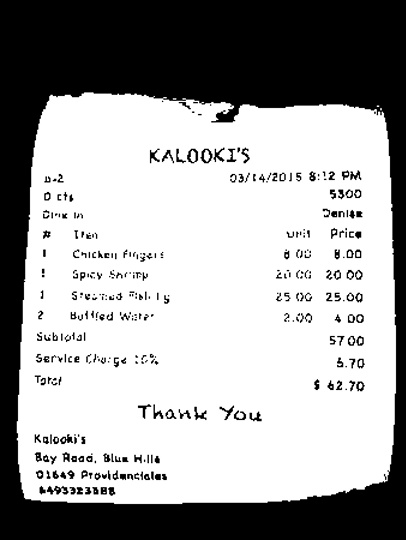 KALOOKI'S
03/14/2015 8:12 PM
0 cts 5300
Dine In Denise
# Item Unit Price
1 Chicken Fingers 8.00 8.00
1 Spicy Shrimp 20.00 20.00
1 Steamed Fish Lg 25.00 25.00
2 Bottled Water 2.00 4.00
Subtotal 57.00
Service Charge 10% 5.70
Total $ 62.70
Thank You
Kalooki's
Bay Road, Blue Hills
01649 Providenciales
6493323388